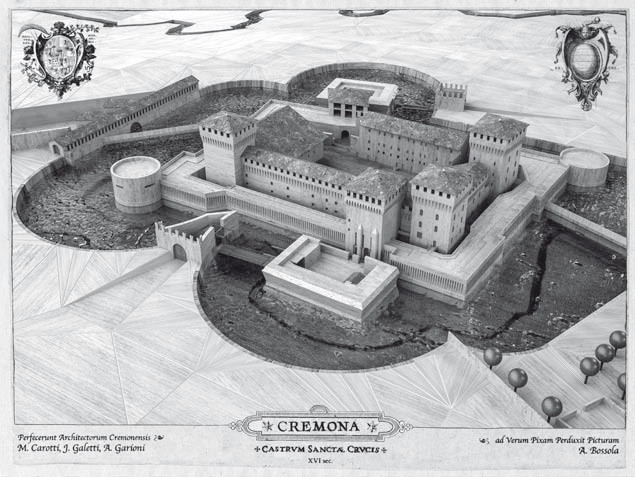 CREMONA
CASTRVM SANCTÆ CRVCIS
XVI sec.
Perfecerunt Architectorum Cremonensis
M. Carotti, J. Galetti, A. Garioni
ad Verum Pixam Perduxit Picturam
A. Bossola